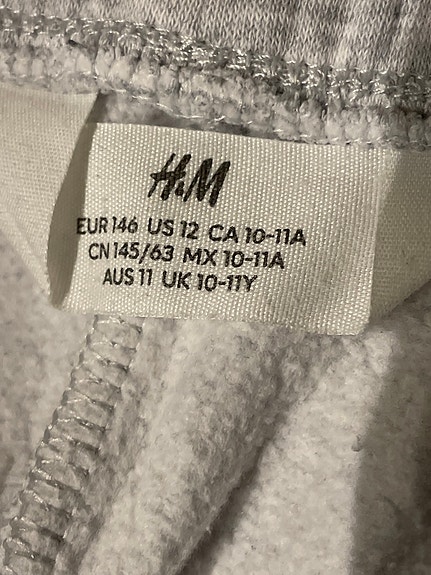 H&M
EUR 146 US 12 CA 10-11A
CN 145/63 MX 10-11A
AUS 11 UK 10-11Y